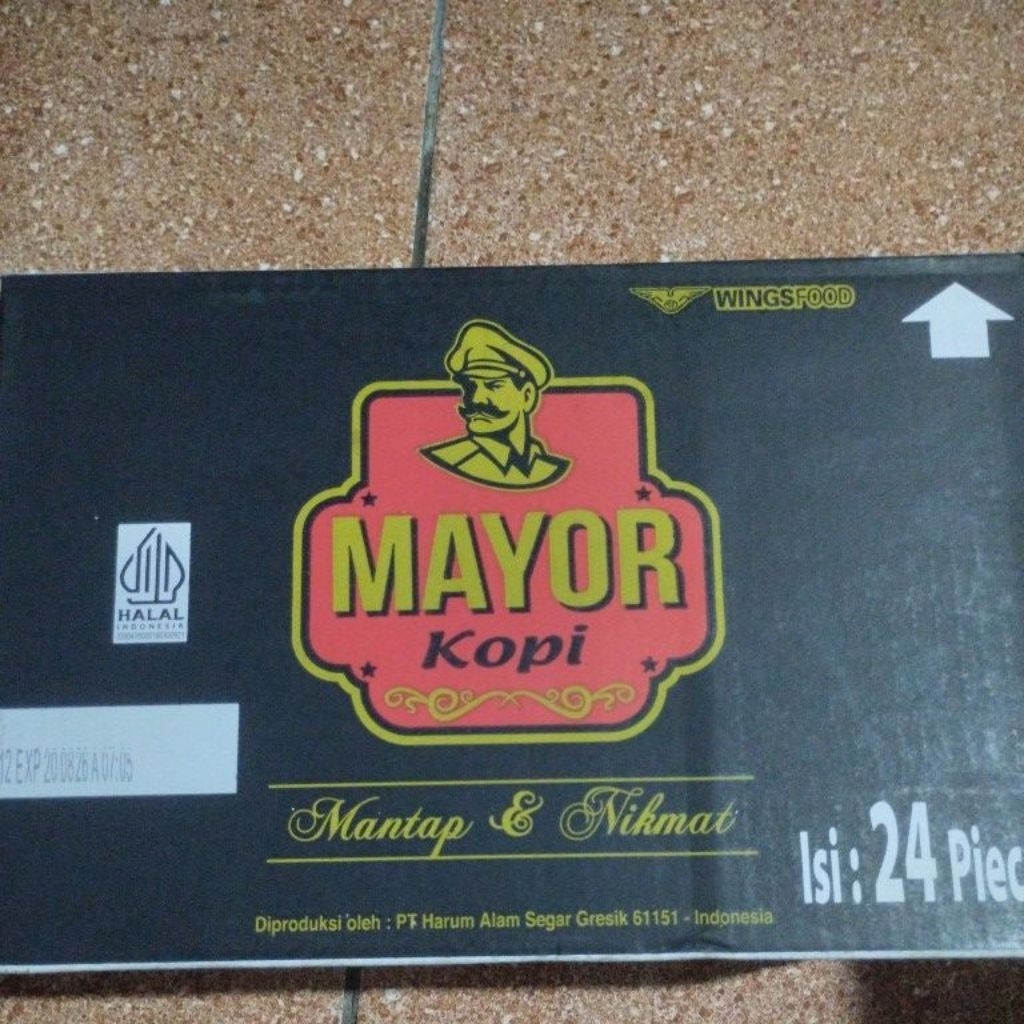 WINGSFOOD
MAYOR
Kopi
HALAL
INDONESIA
12 EXP 20 0826 A 07:05
Mantap & Nikmat
Isi : 24 Piec
Diproduksi oleh : PT Harum Alam Segar Gresik 61151 - Indonesia